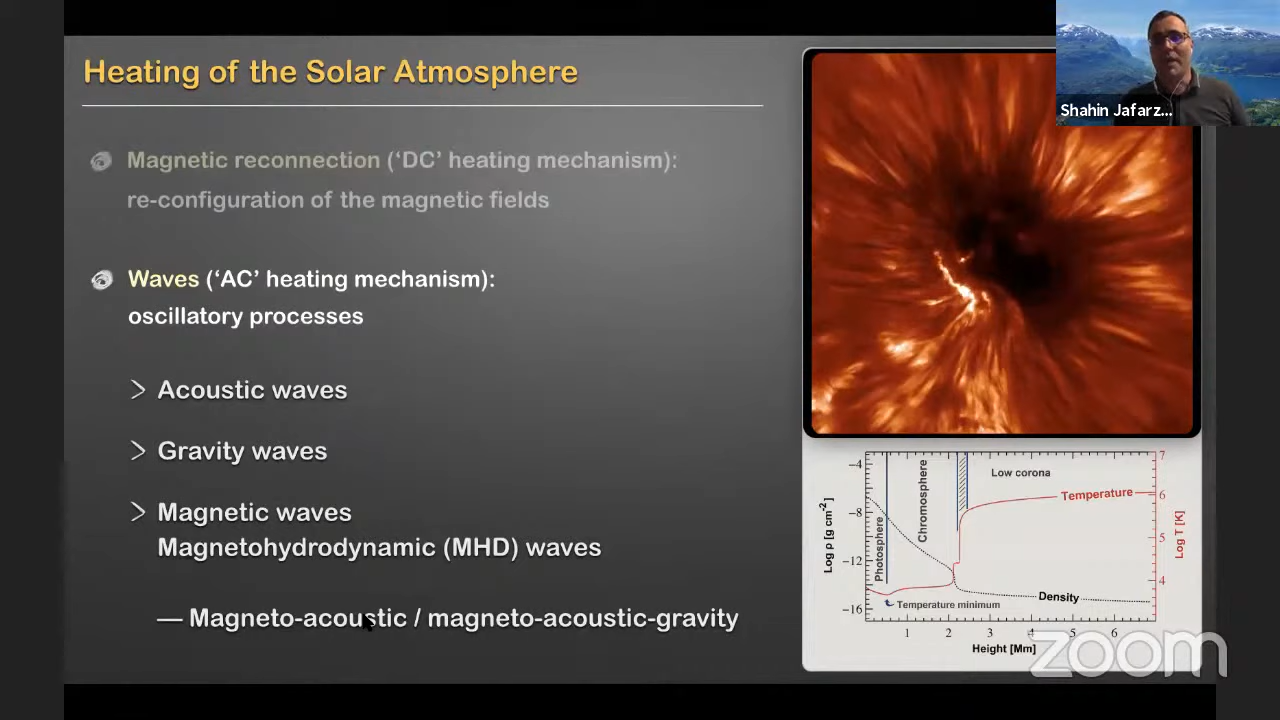 Heating of the Solar Atmosphere
Shahin Jafarz...
Magnetic reconnection (‘DC’ heating mechanism):
re-configuration of the magnetic fields
Waves (‘AC’ heating mechanism):
oscillatory processes
> Acoustic waves
> Gravity waves
> Magnetic waves
Magnetohydrodynamic (MHD) waves
— Magneto-acoustic / magneto-acoustic-gravity
Log ρ [g cm⁻²]
−4
−8
−12
−16
Photosphere
Chromosphere
Low corona
Temperature
Density
Temperature minimum
7
6
5
4
Log T [K]
1 2 3 4 5 6
Height [Mm]
zoom